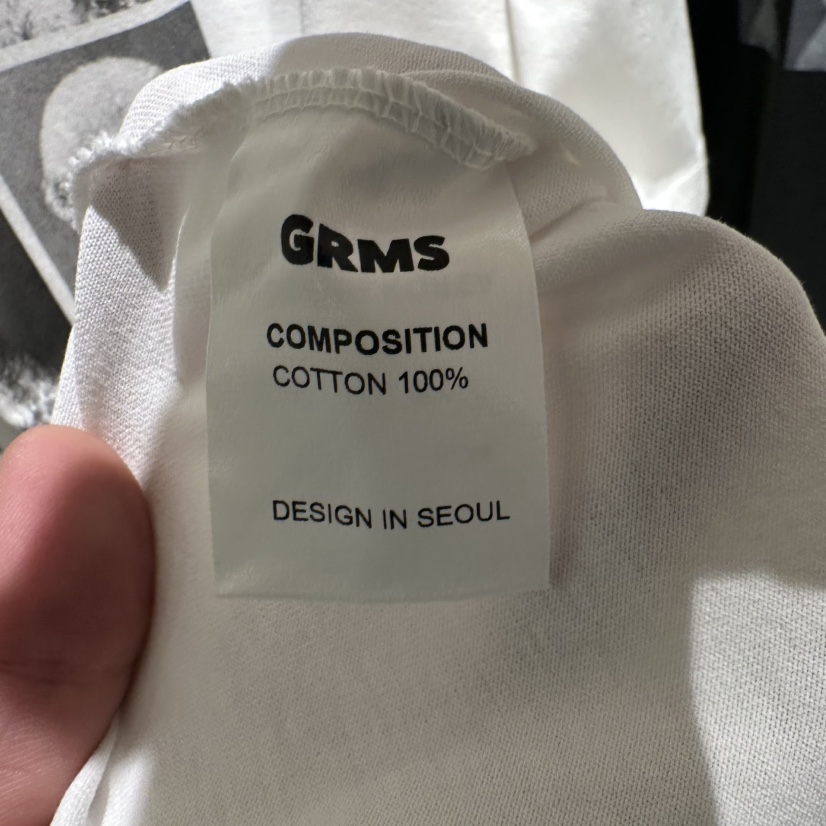 GRMS
COMPOSITION
COTTON 100%
DESIGN IN SEOUL